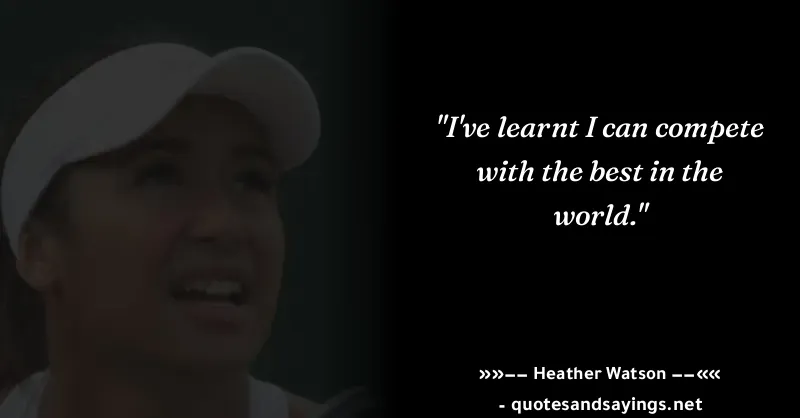 "I've learnt I can compete
with the best in the
world."
»»−− Heather Watson −−««
- quotesandsayings.net